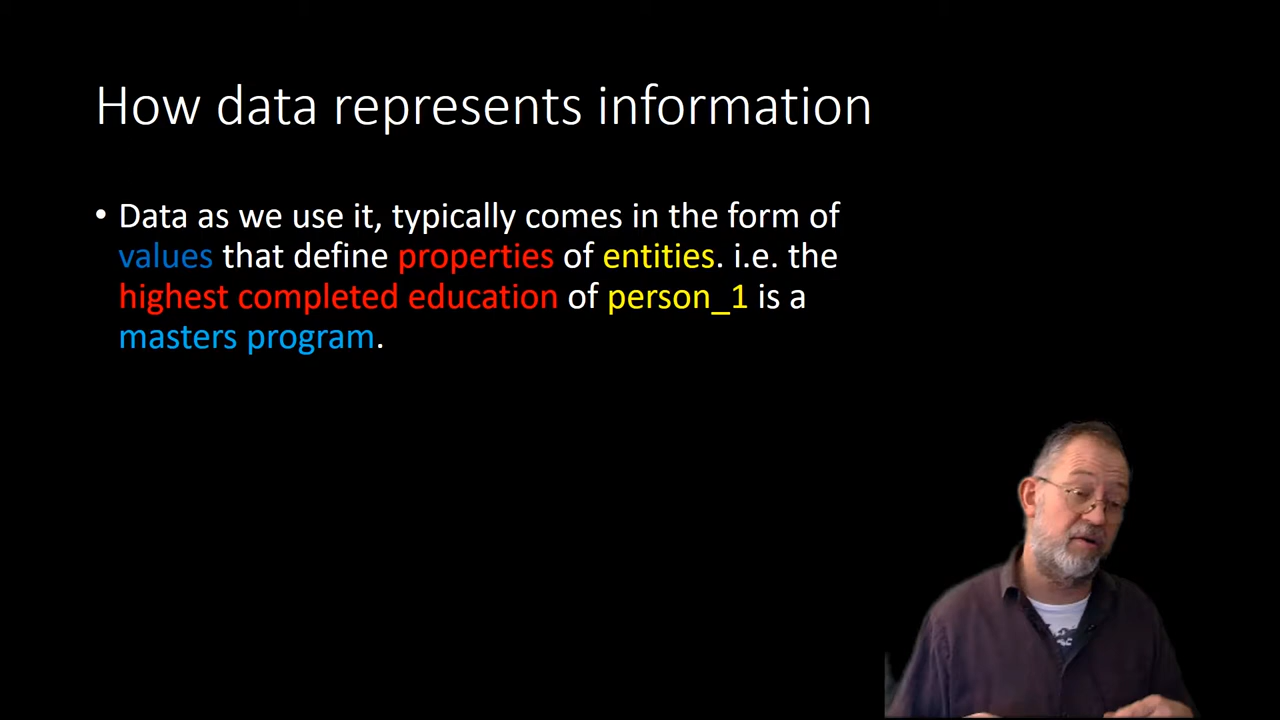 How data represents information
• Data as we use it, typically comes in the form of
values that define properties of entities. i.e. the
highest completed education of person_1 is a
masters program.